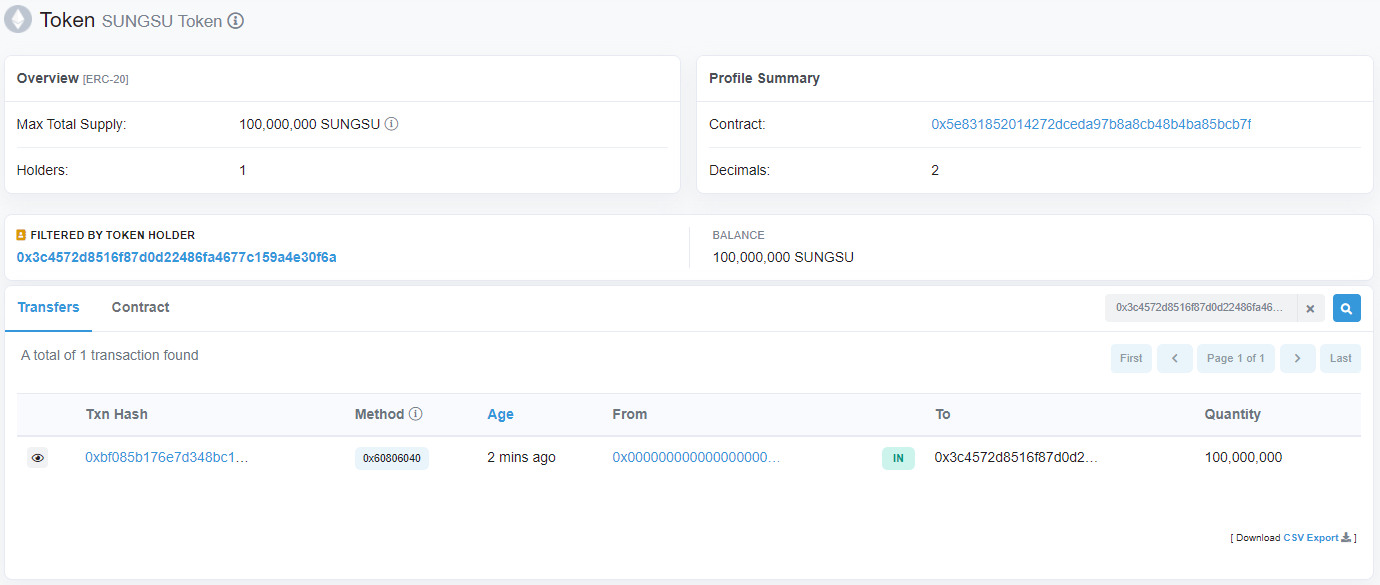 Token SUNGSU Token
Overview [ERC-20]
Max Total Supply: 100,000,000 SUNGSU
Holders: 1
Profile Summary
Contract: 0x5e831852014272dceda97b8a8cb48b4ba85bcb7f
Decimals: 2
FILTERED BY TOKEN HOLDER
0x3c4572d8516f87d0d22486fa4677c159a4e30f6a
BALANCE
100,000,000 SUNGSU
Transfers Contract 0x3c4572d8516f87d0d22486fa46...
A total of 1 transaction found
First Page 1 of 1 Last
Txn Hash Method Age From To Quantity
0xbf085b176e7d348bc1... 0x60806040 2 mins ago 0x000000000000000000... IN 0x3c4572d8516f87d0d2... 100,000,000
[ Download CSV Export ]